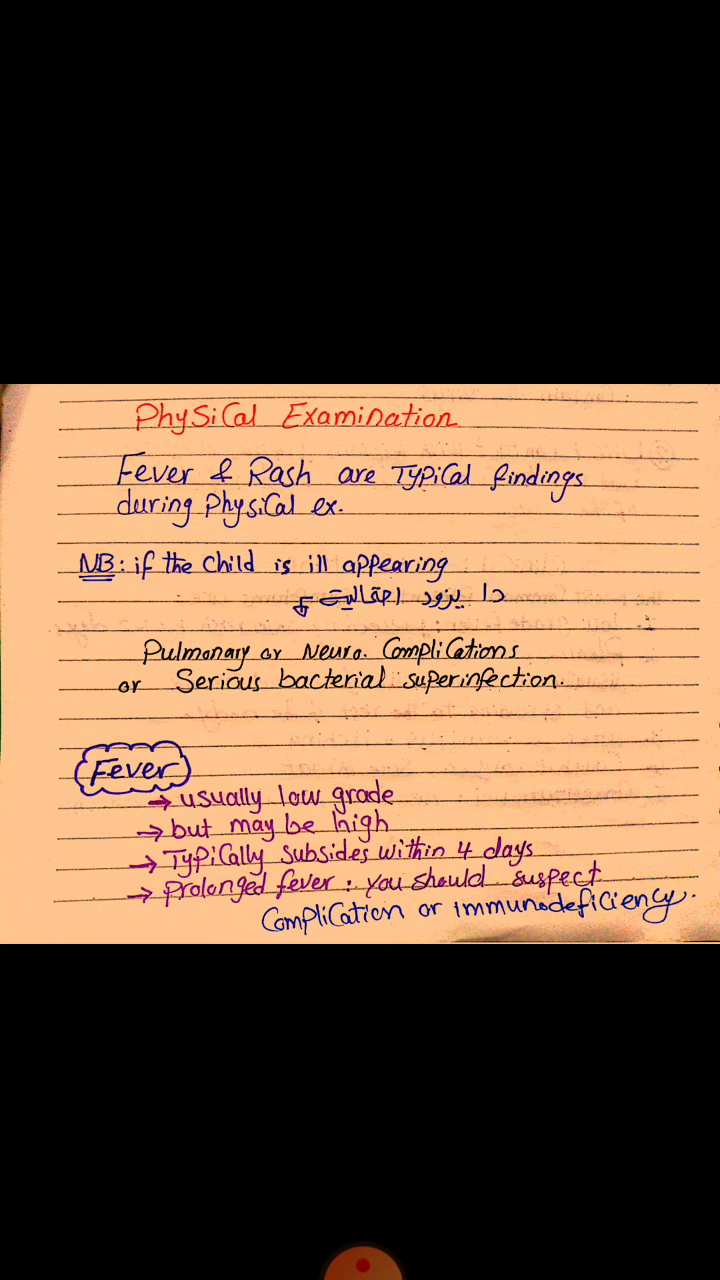 Physical Examination
Fever & Rash are Typical findings
during Physical ex.
NB: if the Child is ill appearing
دا يزود احتمالية
Pulmonary or Neuro. Complications
or Serious bacterial superinfection.
Fever
→ usually low grade
→ but may be high
→ Typically subsides within 4 days
→ Prolonged fever: you should suspect
Complication or immunodeficiency.